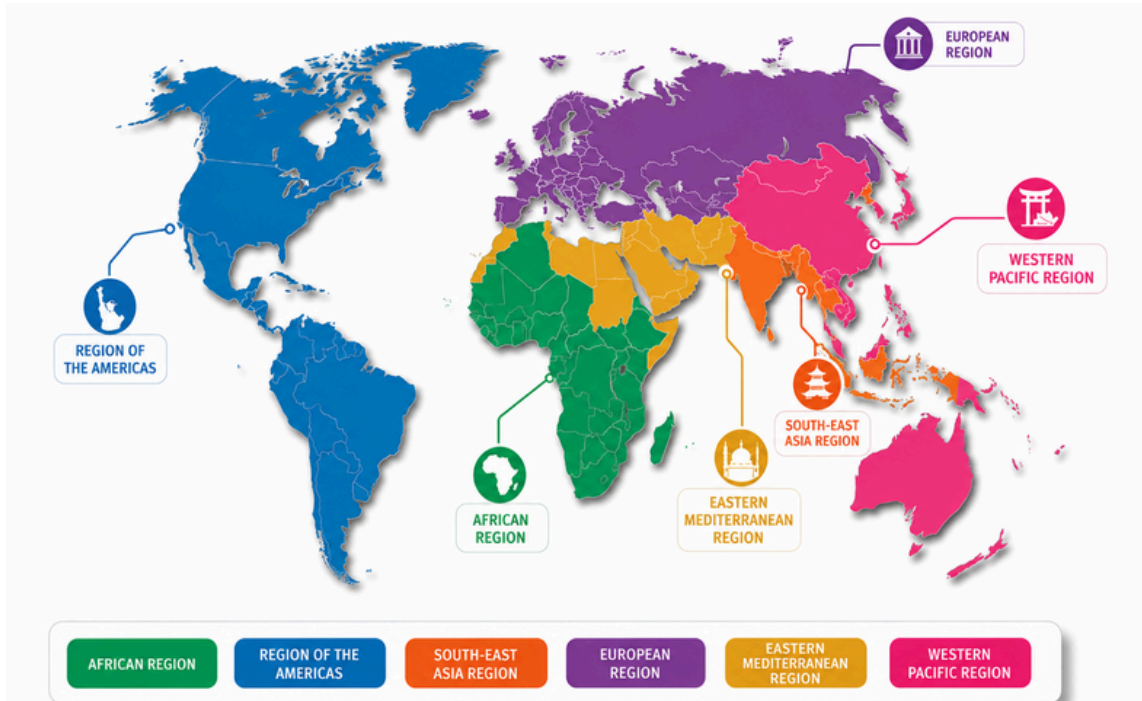 EUROPEAN
REGION
WESTERN
PACIFIC REGION
REGION OF
THE AMERICAS
SOUTH-EAST
ASIA REGION
AFRICAN
REGION
EASTERN
MEDITERRANEAN
REGION
AFRICAN REGION
REGION OF THE
AMERICAS
SOUTH-EAST
ASIA REGION
EUROPEAN
REGION
EASTERN
MEDITERRANEAN
REGION
WESTERN
PACIFIC REGION